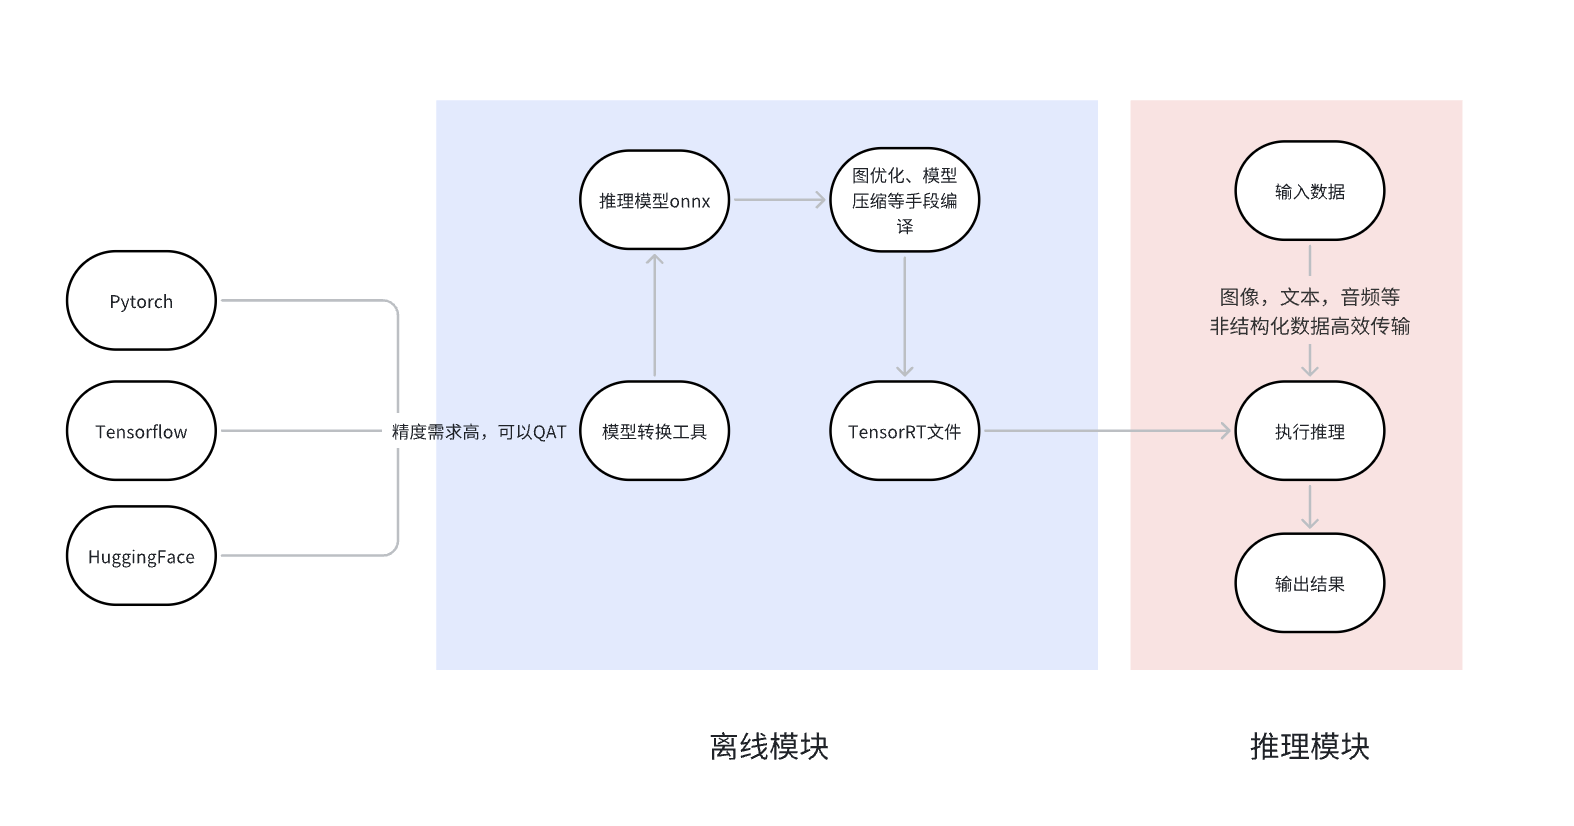 Pytorch
Tensorflow
HuggingFace
精度需求高，可以QAT
模型转换工具
推理模型onnx
图优化、模型
压缩等手段编
译
TensorRT文件
离线模块
输入数据
图像，文本，音频等
非结构化数据高效传输
执行推理
输出结果
推理模块